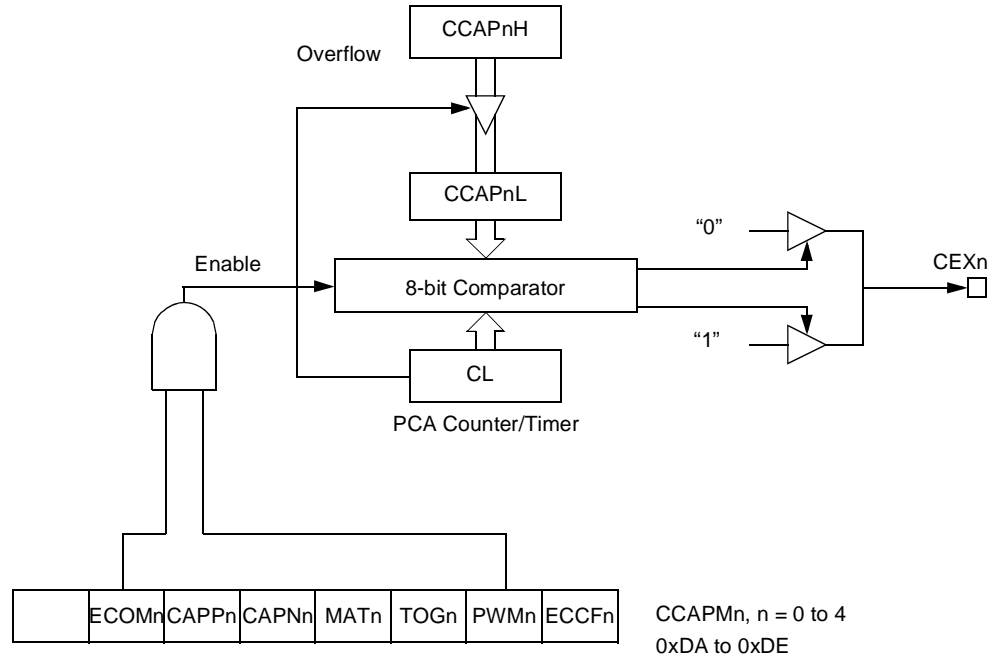 CCAPnH
Overflow
CCAPnL
“0”
Enable
CEXn
8-bit Comparator
“1”
CL
PCA Counter/Timer
ECOMn CAPPn CAPNn MATn TOGn PWMn ECCFn
CCAPMn, n = 0 to 4
0xDA to 0xDE